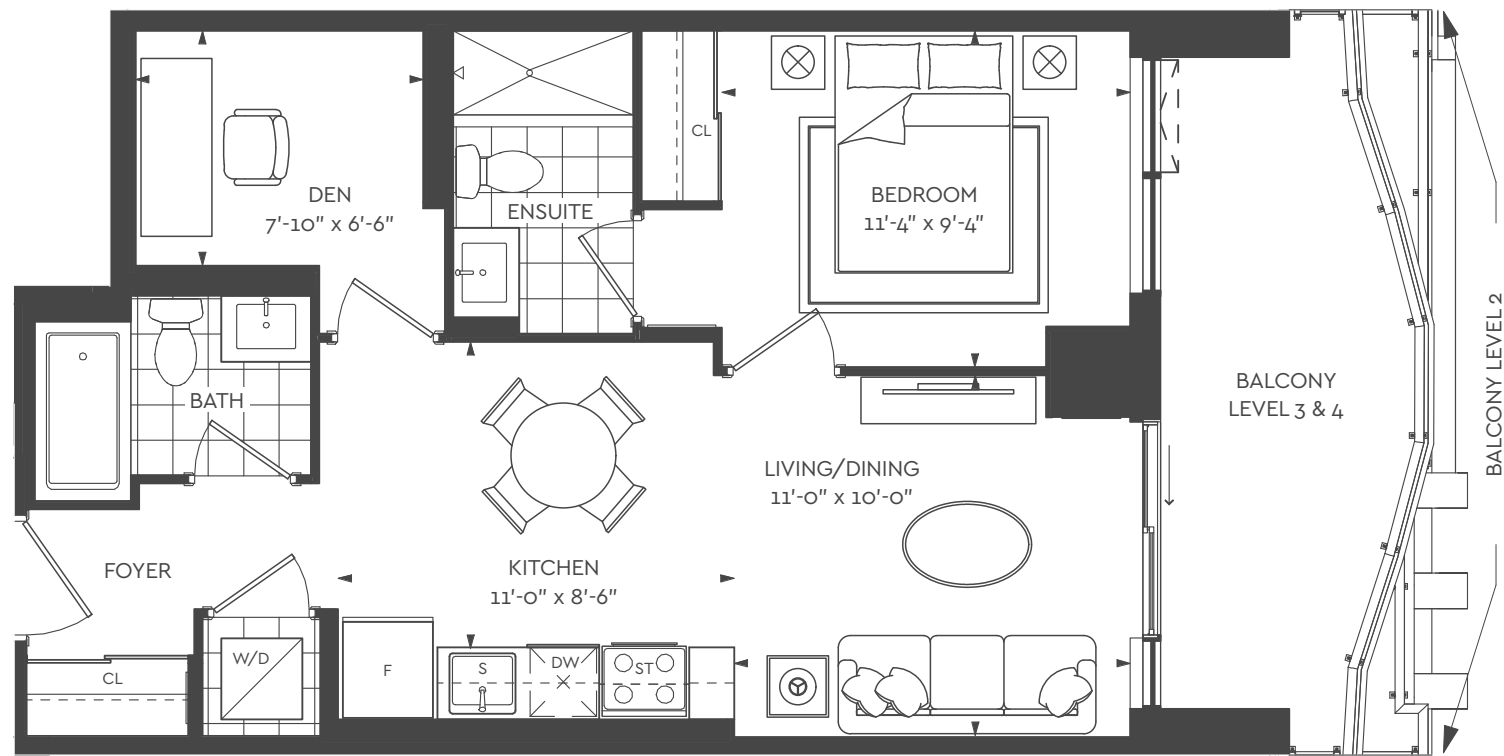 DEN
7'-10" x 6'-6"
ENSUITE
CL
BEDROOM
11'-4" x 9'-4"
BATH
BALCONY
LEVEL 3 & 4
BALCONY LEVEL 2
LIVING/DINING
11'-0" x 10'-0"
FOYER
KITCHEN
11'-0" x 8'-6"
W/D
CL
F
S
DW
ST